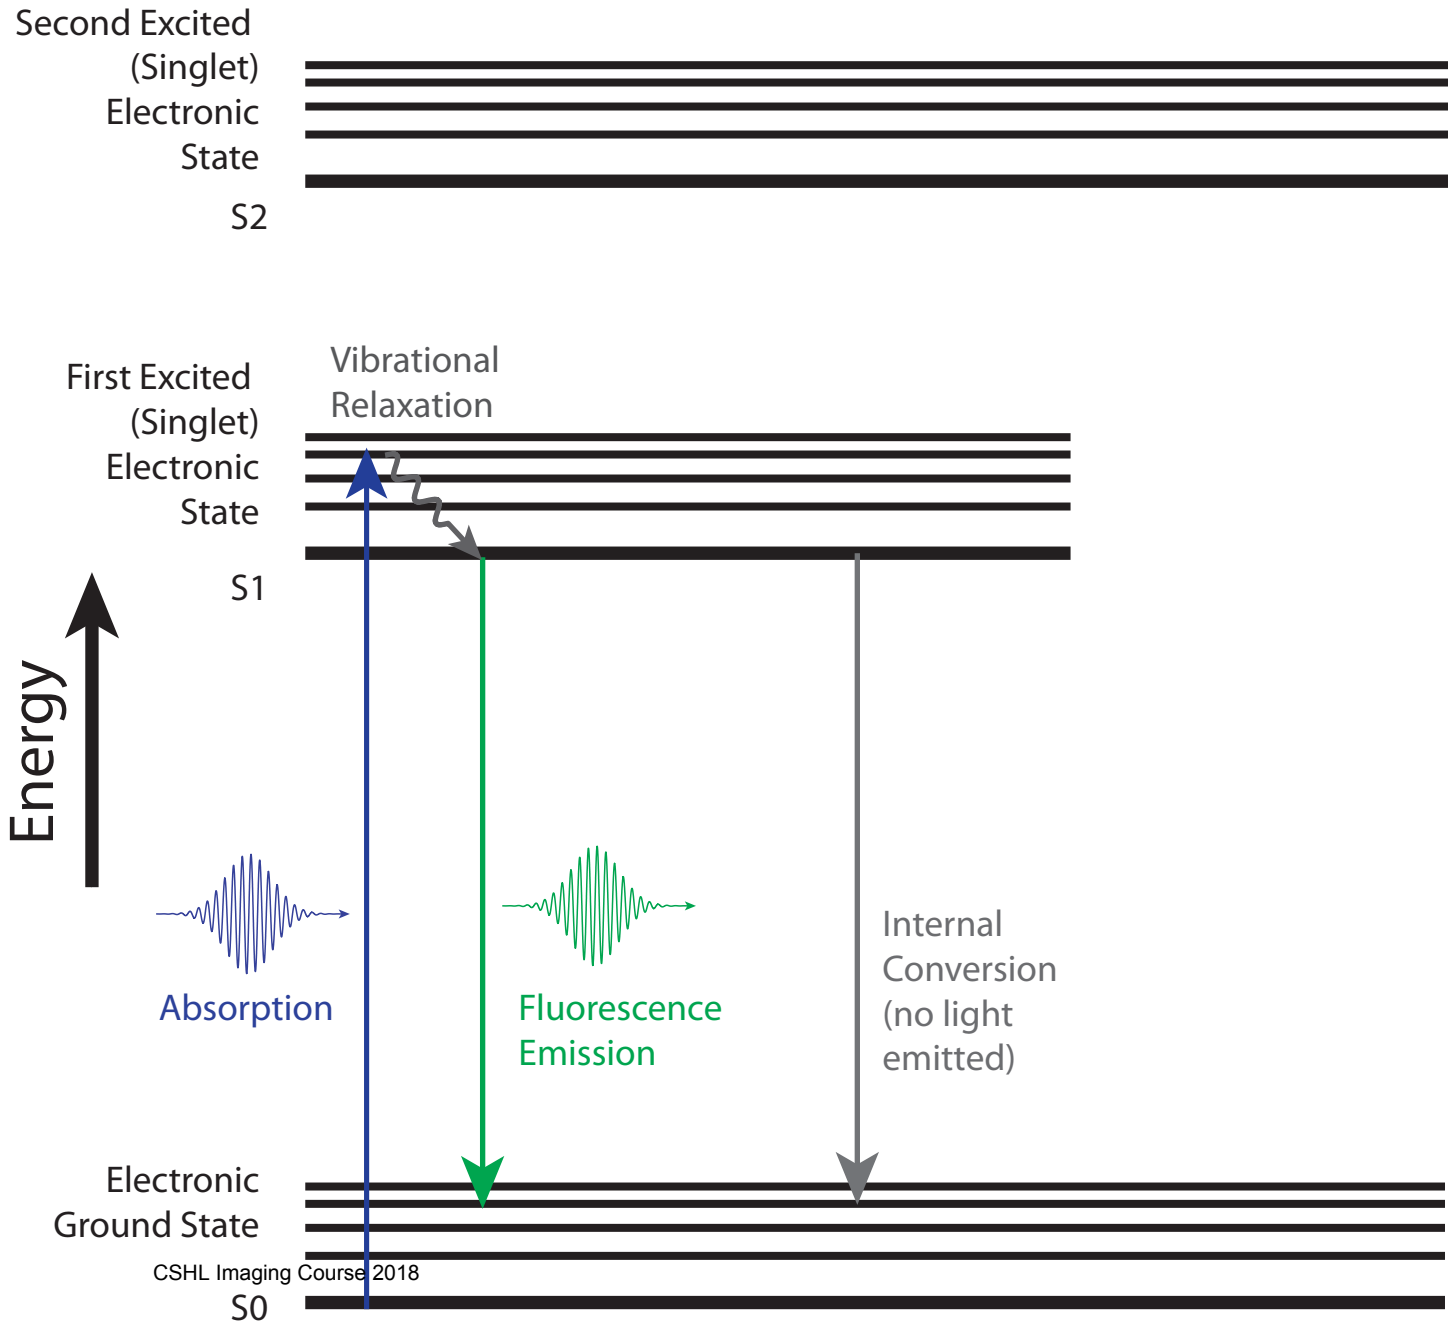 Second Excited
(Singlet)
Electronic
State
S2
First Excited
(Singlet)
Electronic
State
S1
Vibrational
Relaxation
Energy
Absorption
Fluorescence
Emission
Internal
Conversion
(no light
emitted)
Electronic
Ground State
CSHL Imaging Course 2018
S0